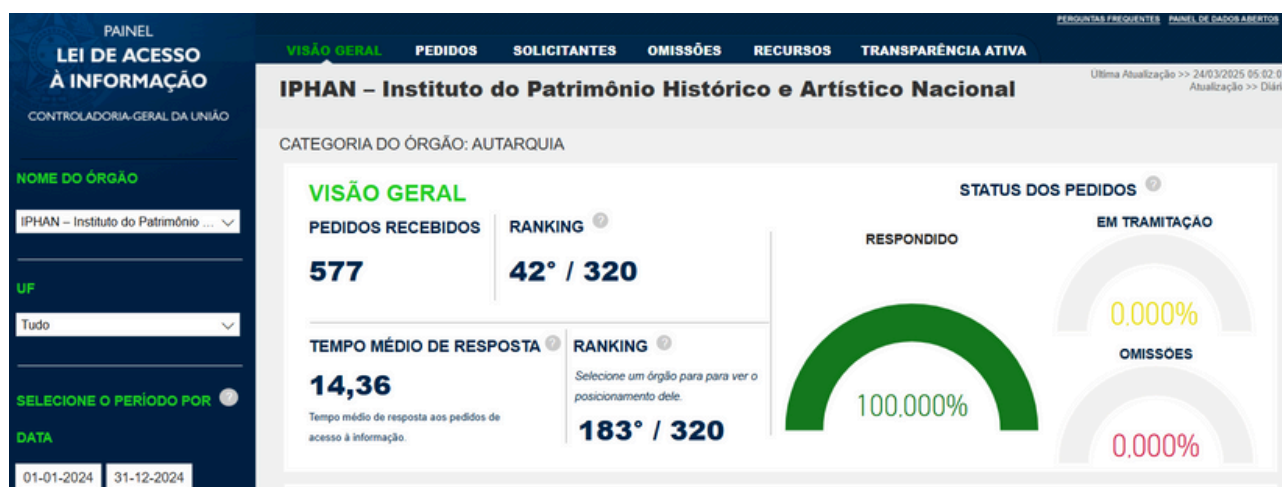 PERGUNTAS FREQUENTES PAINEL DE DADOS ABERTOS
PAINEL
LEI DE ACESSO
À INFORMAÇÃO
CONTROLADORIA-GERAL DA UNIÃO
NOME DO ÓRGÃO
IPHAN – Instituto do Patrimônio ...
UF
Tudo
SELECIONE O PERÍODO POR ?
DATA
01-01-2024 31-12-2024
VISÃO GERAL PEDIDOS SOLICITANTES OMISSÕES RECURSOS TRANSPARÊNCIA ATIVA
IPHAN – Instituto do Patrimônio Histórico e Artístico Nacional
Última Atualização >> 24/03/2025 05:02:0
Atualização >> Diári
CATEGORIA DO ÓRGÃO: AUTARQUIA
VISÃO GERAL
PEDIDOS RECEBIDOS
577
RANKING ?
42° / 320
TEMPO MÉDIO DE RESPOSTA ?
14,36
Tempo médio de resposta aos pedidos de
acesso à informação.
RANKING ?
Selecione um órgão para para ver o
posicionamento dele.
183° / 320
STATUS DOS PEDIDOS ?
RESPONDIDO
100,000%
EM TRAMITAÇÃO
0,000%
OMISSÕES
0,000%